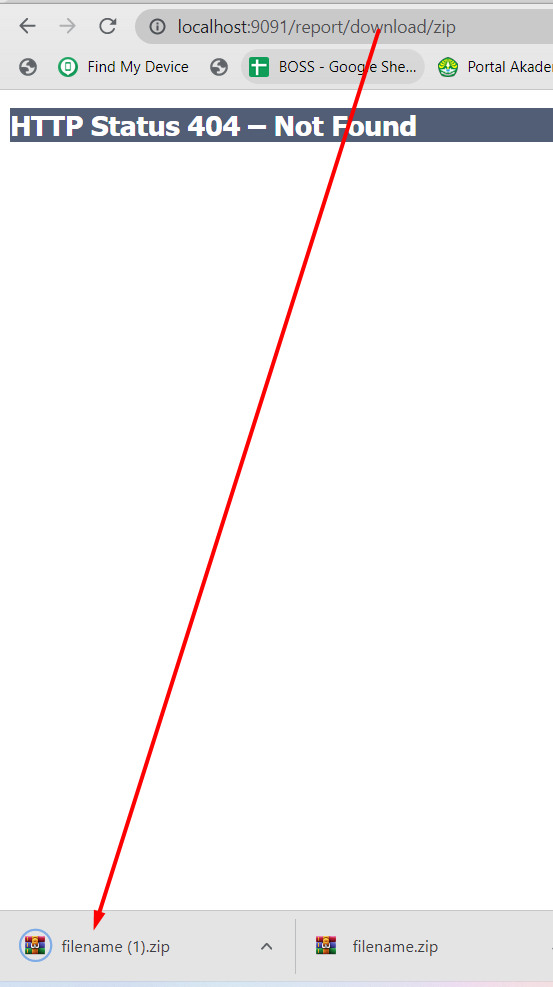 localhost:9091/report/download/zip
Find My Device BOSS - Google She... Portal Akade
HTTP Status 404 – Not Found
filename (1).zip filename.zip